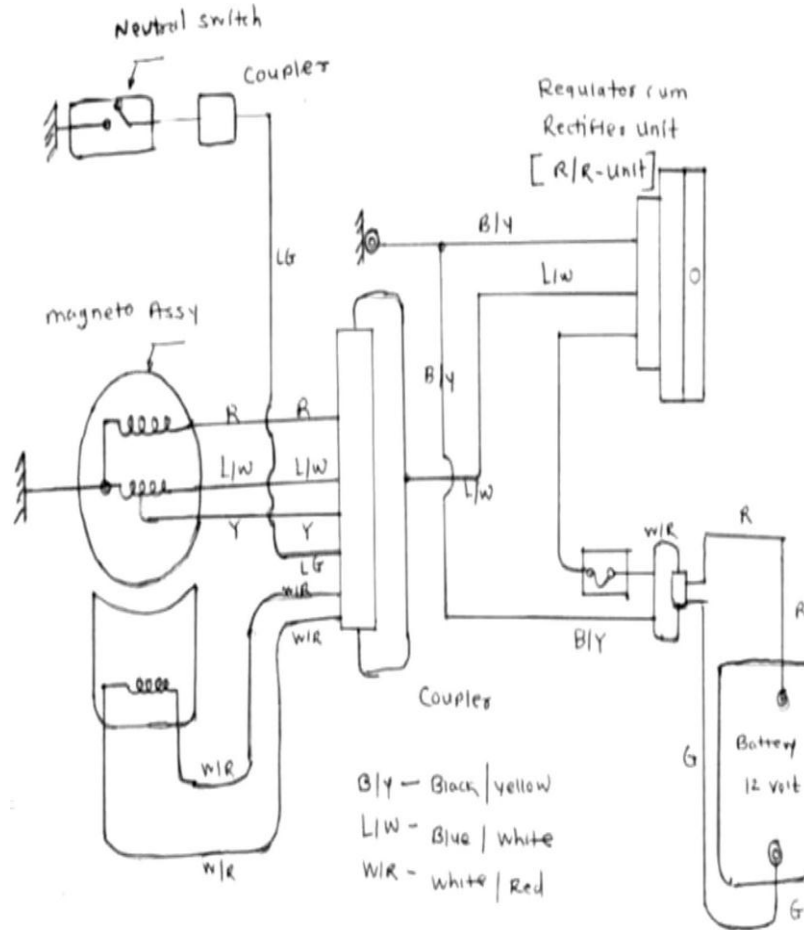 Neutral switch
Coupler
Regulator cum
Rectifier unit
[R/R-Unit]
B/Y
LG
L/W
magneto Assy
B/Y
R R
L/W L/W
L/W
Y Y
LG
W/R
W/R
W/R
R
R
B/Y
Coupler
Battery
12 volt
G
W/R
W/R
B/Y - Black/yellow
L/W - Blue/White
W/R - White/Red
G